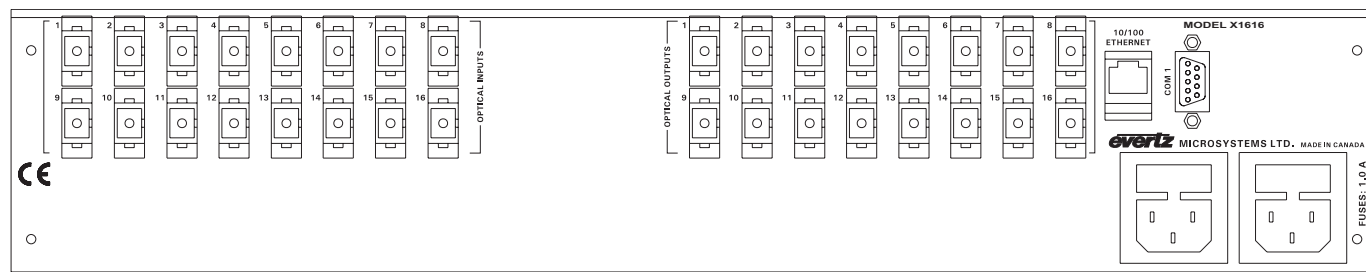 1 2 3 4 5 6 7 8
9 10 11 12 13 14 15 16
OPTICAL INPUTS
OPTICAL OUTPUTS
1 2 3 4 5 6 7 8
9 10 11 12 13 14 15 16
MODEL X1616
10/100
ETHERNET
COM 1
evertz MICROSYSTEMS LTD. MADE IN CANADA
CE
FUSES: 1.0 A